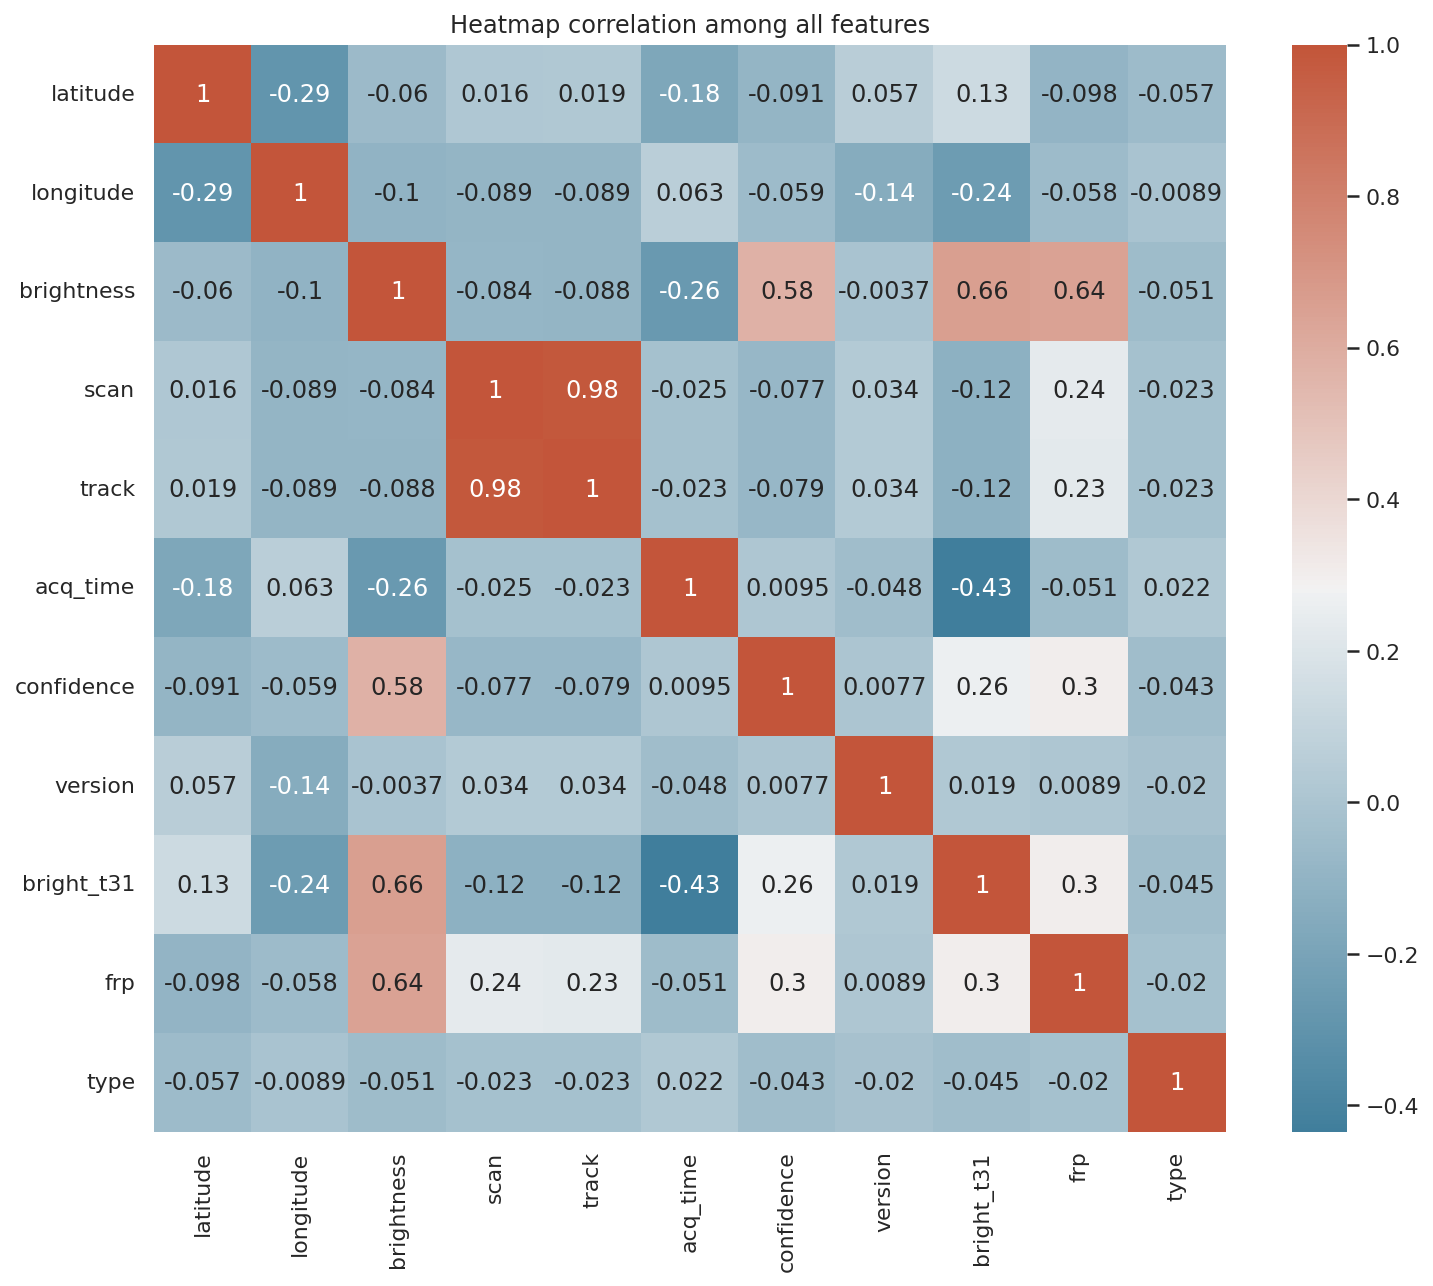 Heatmap correlation among all features
latitude 1 -0.29 -0.06 0.016 0.019 -0.18 -0.091 0.057 0.13 -0.098 -0.057
longitude -0.29 1 -0.1 -0.089 -0.089 0.063 -0.059 -0.14 -0.24 -0.058 -0.0089
brightness -0.06 -0.1 1 -0.084 -0.088 -0.26 0.58 -0.0037 0.66 0.64 -0.051
scan 0.016 -0.089 -0.084 1 0.98 -0.025 -0.077 0.034 -0.12 0.24 -0.023
track 0.019 -0.089 -0.088 0.98 1 -0.023 -0.079 0.034 -0.12 0.23 -0.023
acq_time -0.18 0.063 -0.26 -0.025 -0.023 1 0.0095 -0.048 -0.43 -0.051 0.022
confidence -0.091 -0.059 0.58 -0.077 -0.079 0.0095 1 0.0077 0.26 0.3 -0.043
version 0.057 -0.14 -0.0037 0.034 0.034 -0.048 0.0077 1 0.019 0.0089 -0.02
bright_t31 0.13 -0.24 0.66 -0.12 -0.12 -0.43 0.26 0.019 1 0.3 -0.045
frp -0.098 -0.058 0.64 0.24 0.23 -0.051 0.3 0.0089 0.3 1 -0.02
type -0.057 -0.0089 -0.051 -0.023 -0.023 0.022 -0.043 -0.02 -0.045 -0.02 1
latitude longitude brightness scan track acq_time confidence version bright_t31 frp type
1.0
0.8
0.6
0.4
0.2
0.0
−0.2
−0.4